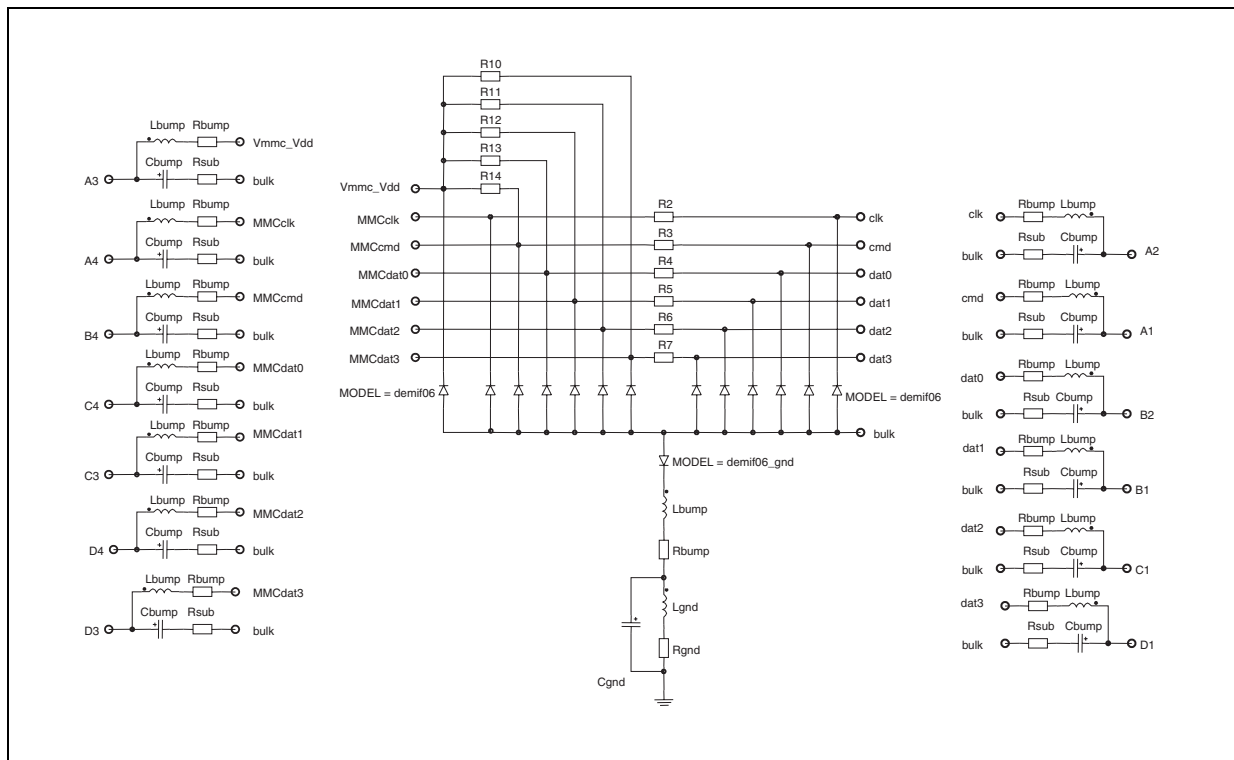 Lbump Rbump
Vmmc_Vdd
Cbump Rsub
A3 bulk
Lbump Rbump
MMCclk
Cbump Rsub
A4 bulk
Lbump Rbump
MMCcmd
Cbump Rsub
B4 bulk
Lbump Rbump
MMCdat0
Cbump Rsub
C4 bulk
Lbump Rbump
MMCdat1
Cbump Rsub
C3 bulk
Lbump Rbump
MMCdat2
Cbump Rsub
D4 bulk
Lbump Rbump
MMCdat3
Cbump Rsub
D3 bulk
R10
R11
R12
R13
R14
Vmmc_Vdd
R2
MMCclk clk
R3
MMCcmd cmd
R4
MMCdat0 dat0
R5
MMCdat1 dat1
R6
MMCdat2 dat2
R7
MMCdat3 dat3
MODEL = demif06 MODEL = demif06
bulk
MODEL = demif06_gnd
Lbump
Rbump
Lgnd
Rgnd
Cgnd
Rbump Lbump
clk
Rsub Cbump
bulk A2
Rbump Lbump
cmd
Rsub Cbump
bulk A1
Rbump Lbump
dat0
Rsub Cbump
bulk B2
Rbump Lbump
dat1
Rsub Cbump
bulk B1
Rbump Lbump
dat2
Rsub Cbump
bulk C1
Rbump Lbump
dat3
Rsub Cbump
bulk D1